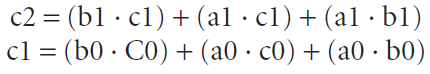 c2 = (b1 · c1) + (a1 · c1) + (a1 · b1)
c1 = (b0 · C0) + (a0 · c0) + (a0 · b0)